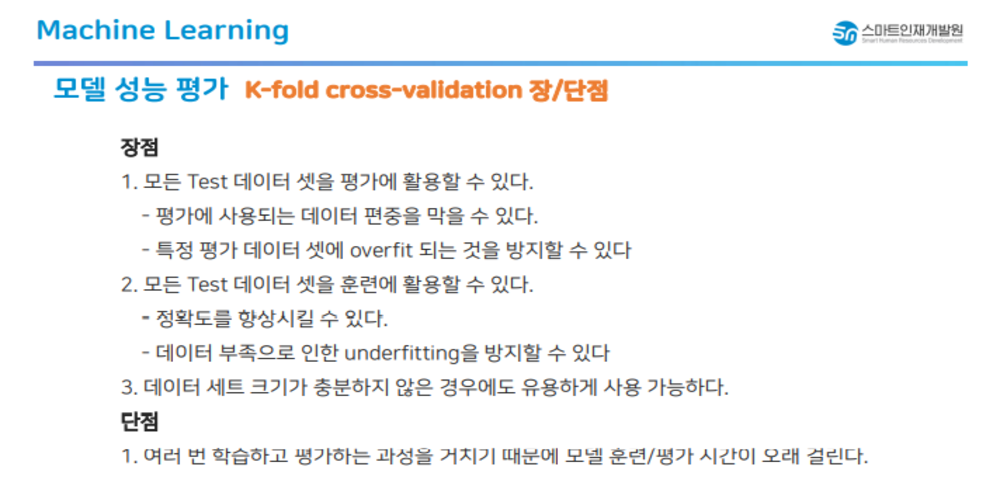 Machine Learning
스마트인재개발원
Smart Human Resources Development
모델 성능 평가 K-fold cross-validation 장/단점
장점
1. 모든 Test 데이터 셋을 평가에 활용할 수 있다.
- 평가에 사용되는 데이터 편중을 막을 수 있다.
- 특정 평가 데이터 셋에 overfit 되는 것을 방지할 수 있다
2. 모든 Test 데이터 셋을 훈련에 활용할 수 있다.
- 정확도를 향상시킬 수 있다.
- 데이터 부족으로 인한 underfitting을 방지할 수 있다
3. 데이터 세트 크기가 충분하지 않은 경우에도 유용하게 사용 가능하다.
단점
1. 여러 번 학습하고 평가하는 과정을 거치기 때문에 모델 훈련/평가 시간이 오래 걸린다.